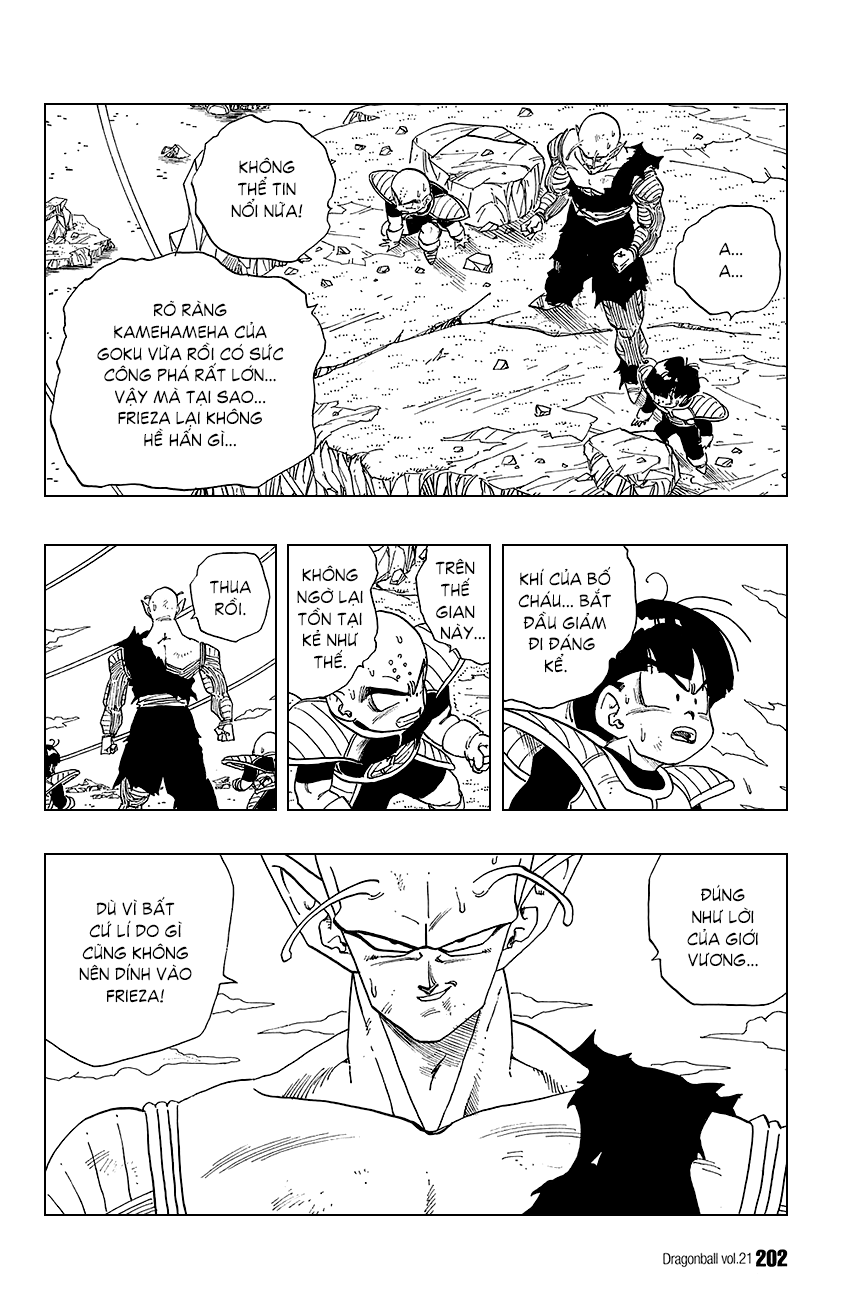 A...
A...
KHÔNG
THỂ TIN
NỔI NỮA!
RÕ RÀNG
KAMEHAMEHA CỦA
GOKU VỪA RỒI CÓ SỨC
CÔNG PHÁ RẤT LỚN...
VẬY MÀ TẠI SAO...
FRIEZA LẠI KHÔNG
HỀ HẤN GÌ...
KHÍ CỦA BỐ
CHÁU... BẮT
ĐẦU GIẢM
ĐI ĐÁNG
KỂ.
TRÊN
THẾ
GIAN
NÀY...
KHÔNG
NGỜ LẠI
TỒN TẠI
KẺ NHƯ
THẾ.
THUA
RỒI.
ĐÚNG
NHƯ LỜI
CỦA GIỚI
VƯƠNG...
DÙ VÌ BẤT
CỨ LÍ DO GÌ
CŨNG KHÔNG
NÊN DÍNH VÀO
FRIEZA!
Dragonball vol.21 202